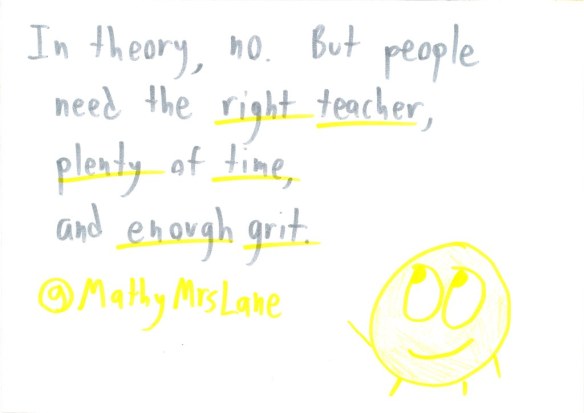 In theory, no. But people
need the right teacher,
plenty of time,
and enough grit.
@MathyMrsLane